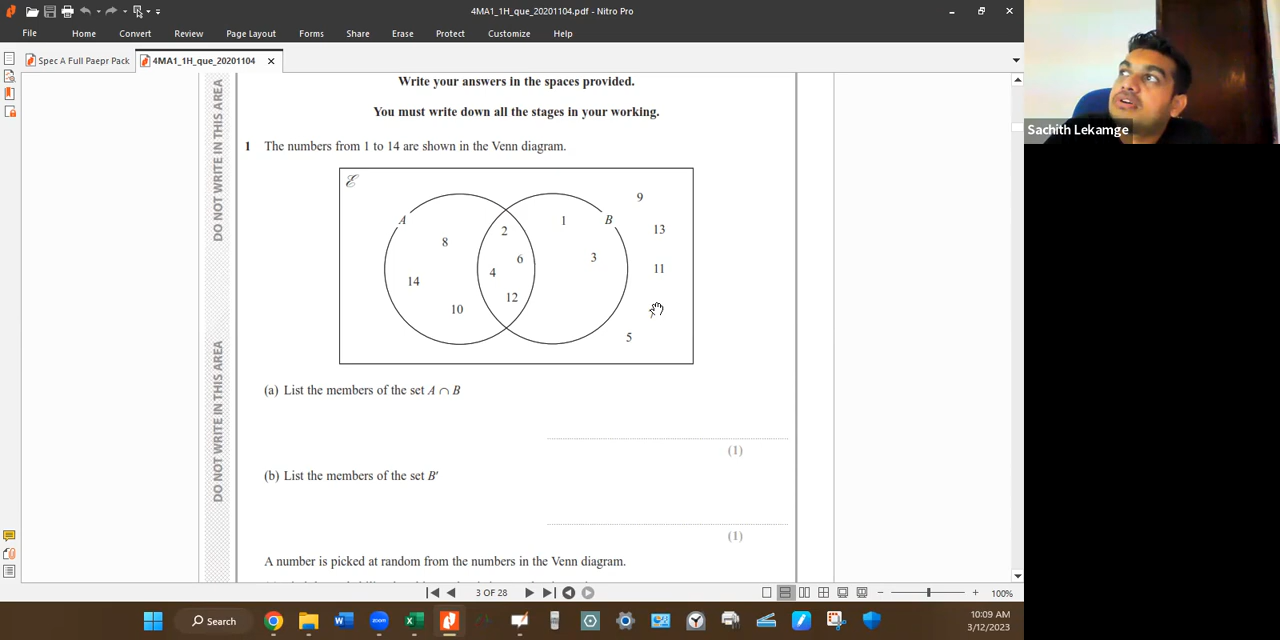 4MA1_1H_que_20201104.pdf - Nitro Pro
File Home Convert Review Page Layout Forms Share Erase Protect Customize Help
Spec A Full Paepr Pack
4MA1_1H_que_20201104
Sachith Lekamge
DO NOT WRITE IN THIS AREA
DO NOT WRITE IN THIS AREA
Write your answers in the spaces provided.
You must write down all the stages in your working.
1 The numbers from 1 to 14 are shown in the Venn diagram.
ℰ
9
A 2 1 B
13
8
6 3
4 11
14
12
10
5
(a) List the members of the set A ∩ B
(1)
(b) List the members of the set B′
(1)
A number is picked at random from the numbers in the Venn diagram.
3 OF 28
100%
Search
10:09 AM
3/12/2023